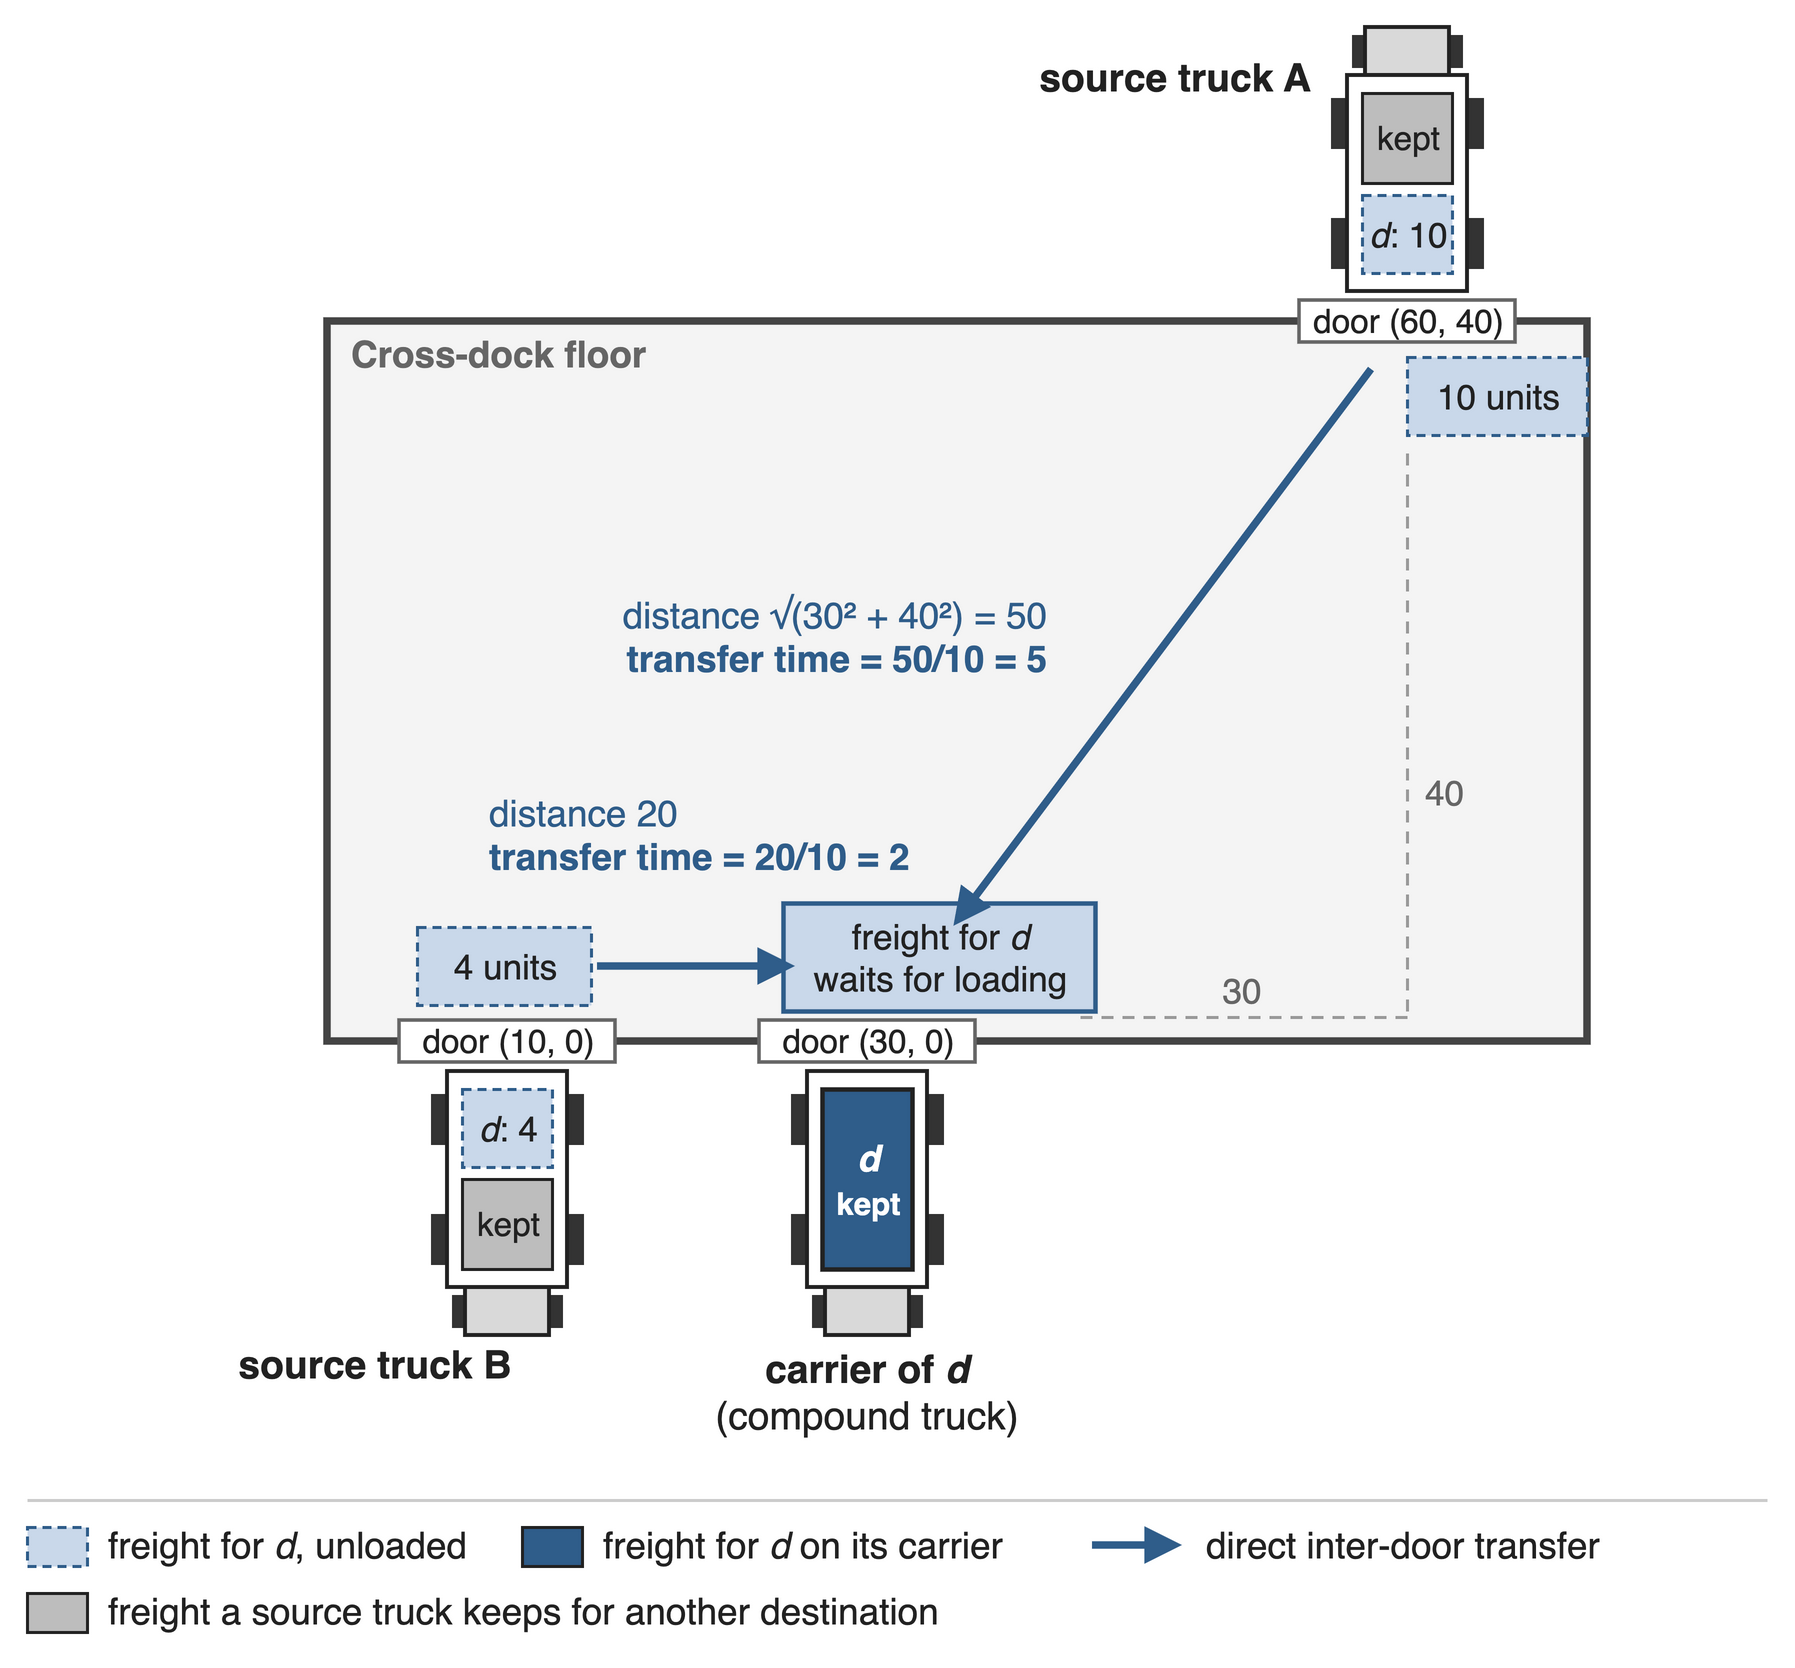 source truck A
kept
d: 10
door (60, 40)
Cross-dock floor
10 units
distance √(30² + 40²) = 50
transfer time = 50/10 = 5
40
distance 20
transfer time = 20/10 = 2
freight for d
waits for loading
4 units
30
door (10, 0)
door (30, 0)
d: 4
kept
d
kept
source truck B
carrier of d
(compound truck)
freight for d, unloaded
freight for d on its carrier
direct inter-door transfer
freight a source truck keeps for another destination